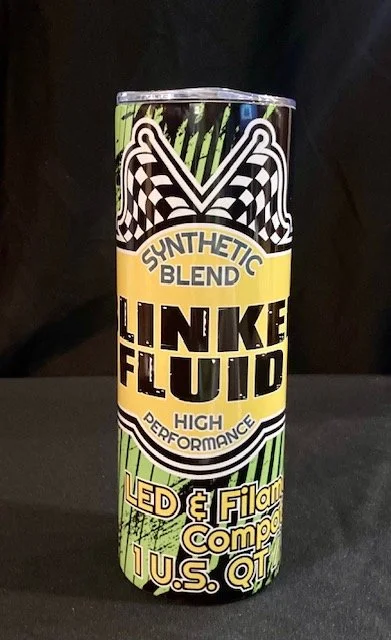 SYNTHETIC
BLEND
LINKE
FLUID
HIGH
PERFORMANCE
LED & Filam
Compa
1 U.S. QT